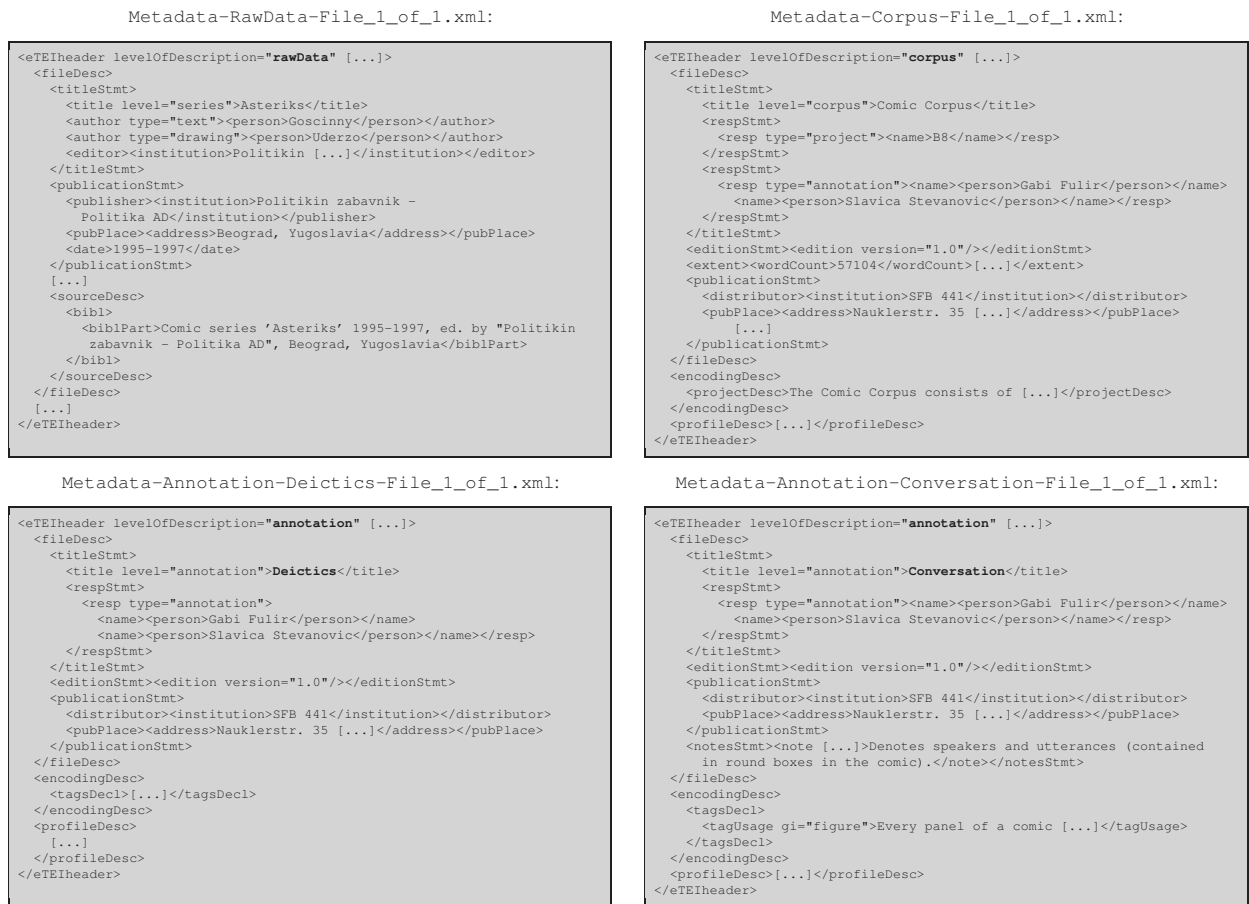 Metadata-RawData-File_1_of_1.xml:
<eTEIheader levelOfDescription="rawData" [...]>
<fileDesc>
<titleStmt>
<title level="series">Asteriks</title>
<author type="text"><person>Goscinny</person></author>
<author type="drawing"><person>Uderzo</person></author>
<editor><institution>Politikin [...]</institution></editor>
</titleStmt>
<publicationStmt>
<publisher><institution>Politikin zabavnik -
Politika AD</institution></publisher>
<pubPlace><address>Beograd, Yugoslavia</address></pubPlace>
<date>1995-1997</date>
</publicationStmt>
[...]
<sourceDesc>
<bibl>
<biblPart>Comic series ’Asteriks’ 1995-1997, ed. by "Politikin
zabavnik - Politika AD", Beograd, Yugoslavia</biblPart>
</bibl>
</sourceDesc>
</fileDesc>
[...]
</eTEIheader>
Metadata-Corpus-File_1_of_1.xml:
<eTEIheader levelOfDescription="corpus" [...]>
<fileDesc>
<titleStmt>
<title level="corpus">Comic Corpus</title>
<respStmt>
<resp type="project"><name>B8</name></resp>
</respStmt>
<respStmt>
<resp type="annotation"><name><person>Gabi Fulir</person></name>
<name><person>Slavica Stevanovic</person></name></resp>
</respStmt>
</titleStmt>
<editionStmt><edition version="1.0"/></editionStmt>
<extent><wordCount>57104</wordCount>[...]</extent>
<publicationStmt>
<distributor><institution>SFB 441</institution></distributor>
<pubPlace><address>Nauklerstr. 35 [...]</address></pubPlace>
[...]
</publicationStmt>
</fileDesc>
<encodingDesc>
<projectDesc>The Comic Corpus consists of [...]</projectDesc>
</encodingDesc>
<profileDesc>[...]</profileDesc>
</eTEIheader>
Metadata-Annotation-Deictics-File_1_of_1.xml:
<eTEIheader levelOfDescription="annotation" [...]>
<fileDesc>
<titleStmt>
<title level="annotation">Deictics</title>
<respStmt>
<resp type="annotation">
<name><person>Gabi Fulir</person></name>
<name><person>Slavica Stevanovic</person></name></resp>
</respStmt>
</titleStmt>
<editionStmt><edition version="1.0"/></editionStmt>
<publicationStmt>
<distributor><institution>SFB 441</institution></distributor>
<pubPlace><address>Nauklerstr. 35 [...]</address></pubPlace>
</publicationStmt>
</fileDesc>
<encodingDesc>
<tagsDecl>[...]</tagsDecl>
</encodingDesc>
<profileDesc>
[...]
</profileDesc>
</eTEIheader>
Metadata-Annotation-Conversation-File_1_of_1.xml:
<eTEIheader levelOfDescription="annotation" [...]>
<fileDesc>
<titleStmt>
<title level="annotation">Conversation</title>
<respStmt>
<resp type="annotation"><name><person>Gabi Fulir</person></name>
<name><person>Slavica Stevanovic</person></name></resp>
</respStmt>
</titleStmt>
<editionStmt><edition version="1.0"/></editionStmt>
<publicationStmt>
<distributor><institution>SFB 441</institution></distributor>
<pubPlace><address>Nauklerstr. 35 [...]</address></pubPlace>
</publicationStmt>
<notesStmt><note [...]>Denotes speakers and utterances (contained
in round boxes in the comic).</note></notesStmt>
</fileDesc>
<encodingDesc>
<tagsDecl>
<tagUsage gi="figure">Every panel of a comic [...]</tagUsage>
</tagsDecl>
</encodingDesc>
<profileDesc>[...]</profileDesc>
</eTEIheader>